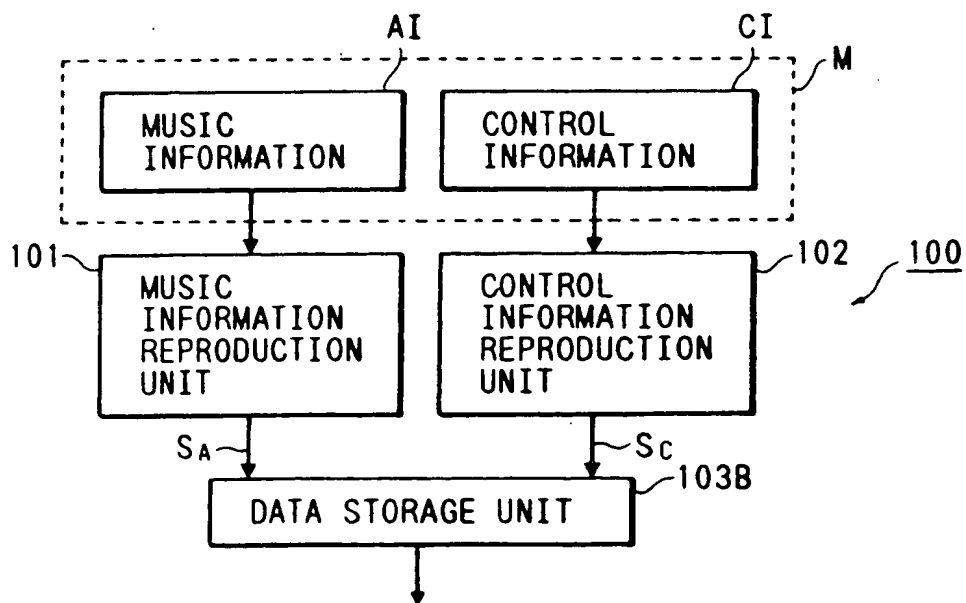 AI
CI
M
MUSIC
INFORMATION
CONTROL
INFORMATION
101
MUSIC
INFORMATION
REPRODUCTION
UNIT
CONTROL
INFORMATION
REPRODUCTION
UNIT
102
100
SA
SC
103B
DATA STORAGE UNIT